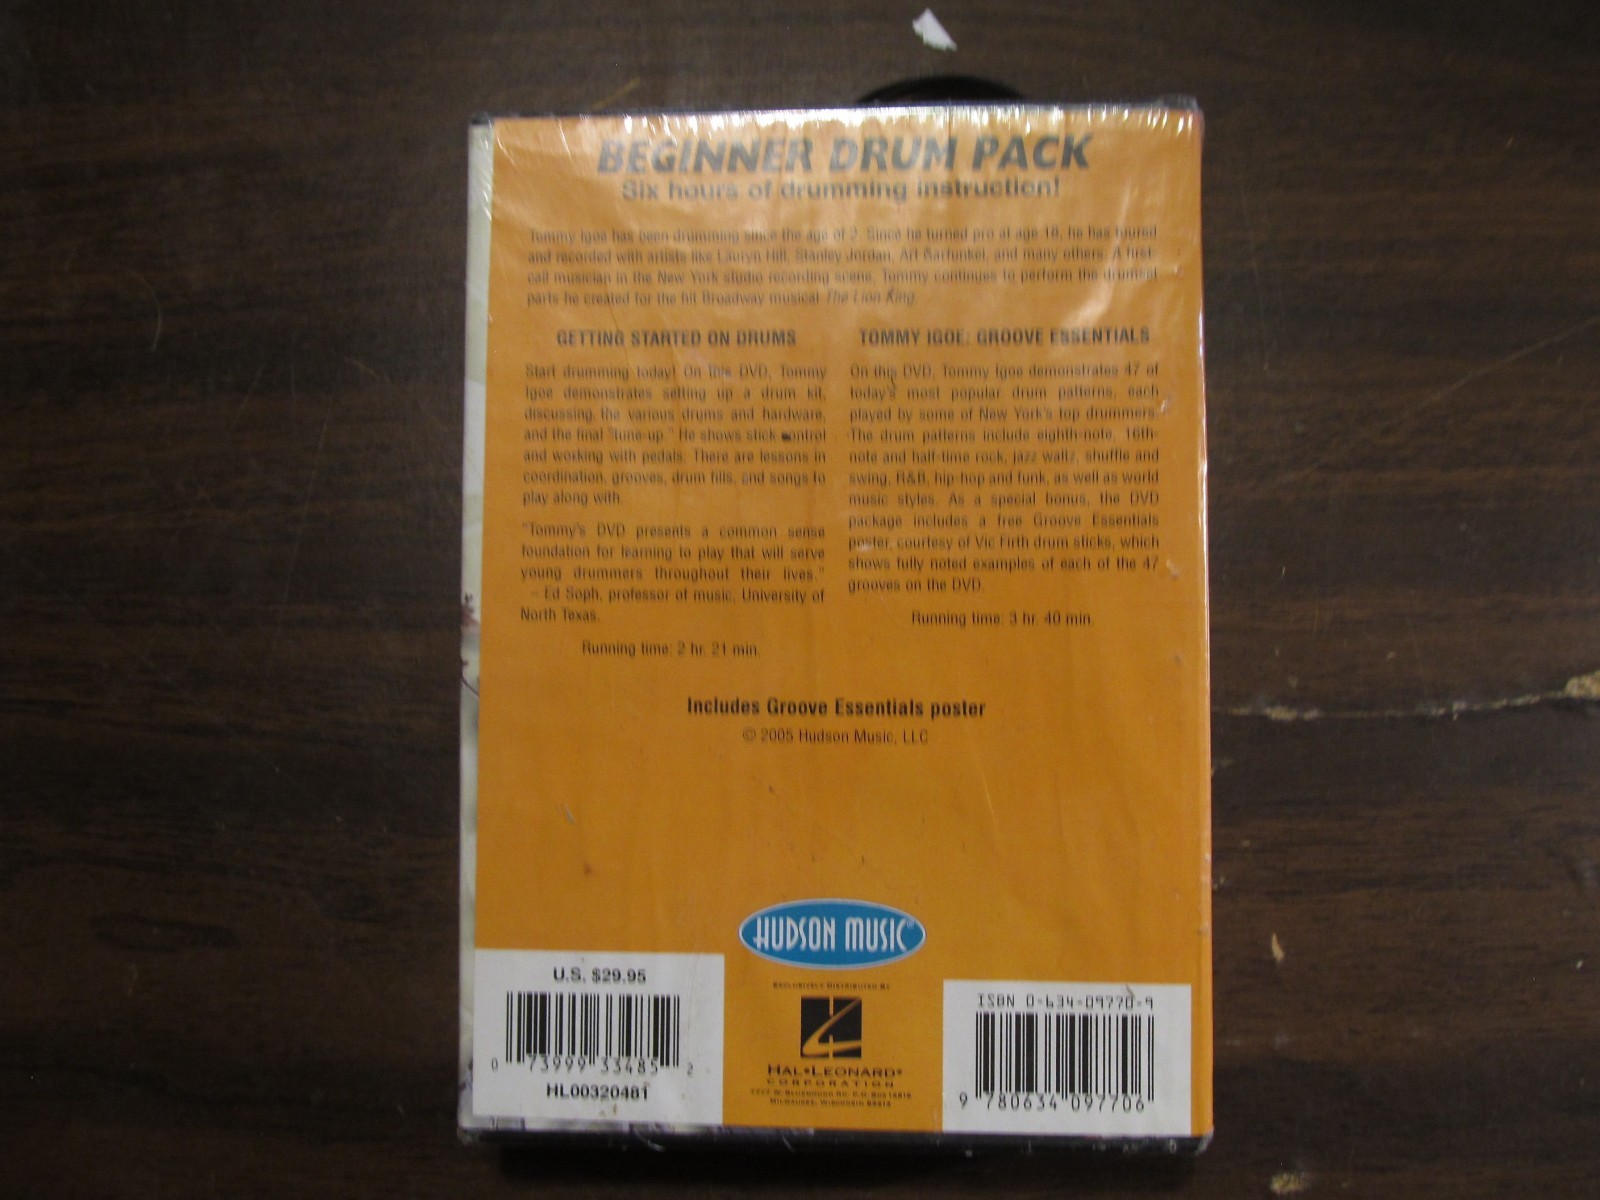 BEGINNER DRUM PACK
Six hours of drumming instruction!
Tommy Igoe has been drumming since the age of 2. Since he turned pro at age 18, he has toured
and recorded with artists like Lauryn Hill, Stanley Jordan, Art Garfunkel, and many others. A first-
call musician in the New York studio recording scene, Tommy continues to perform the drumset
parts he created for the hit Broadway musical The Lion King.
GETTING STARTED ON DRUMS
Start drumming today! On this DVD, Tommy
Igoe demonstrates setting up a drum kit,
discussing the various drums and hardware,
and the final "tune-up." He shows stick control
and working with pedals. There are lessons in
coordination, grooves, drum fills, and songs to
play along with.
"Tommy's DVD presents a common sense
foundation for learning to play that will serve
young drummers throughout their lives."
– Ed Soph, professor of music, University of
North Texas.
Running time: 2 hr. 21 min.
TOMMY IGOE: GROOVE ESSENTIALS
On this DVD, Tommy Igoe demonstrates 47 of
today's most popular drum patterns, each
played by some of New York's top drummers.
The drum patterns include eighth-note, 16th-
note and half-time rock, jazz waltz, shuffle and
swing, R&B, hip-hop and funk, as well as world
music styles. As a special bonus, the DVD
package includes a free Groove Essentials
poster, courtesy of Vic Firth drum sticks, which
shows fully noted examples of each of the 47
grooves on the DVD.
Running time: 3 hr. 40 min.
Includes Groove Essentials poster
© 2005 Hudson Music, LLC
HUDSON MUSIC®
U.S. $29.95
0 73999 33485 2
HL00320481
EXCLUSIVELY DISTRIBUTED BY
HAL•LEONARD®
CORPORATION
7777 W. BLUEMOUND RD. P.O. BOX 13819
MILWAUKEE, WISCONSIN 53213
ISBN 0-634-09770-9
9 780634 097706